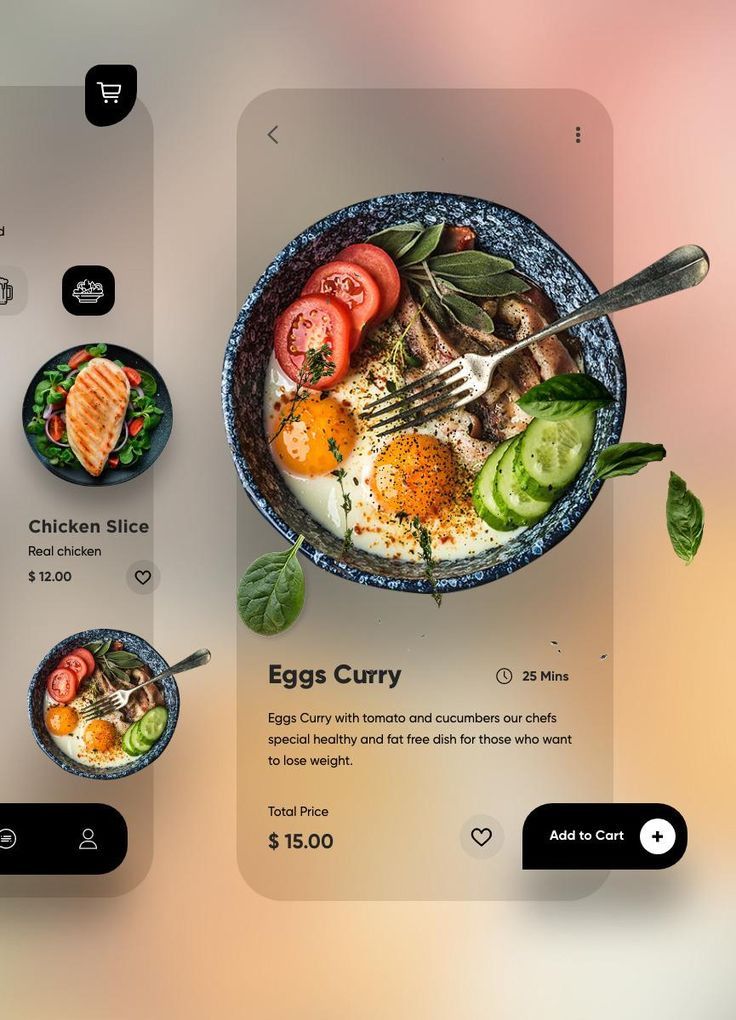 d
Chicken Slice
Real chicken
$ 12.00
Eggs Curry
25 Mins
Eggs Curry with tomato and cucumbers our chefs
special healthy and fat free dish for those who want
to lose weight.
Total Price
$ 15.00
Add to Cart